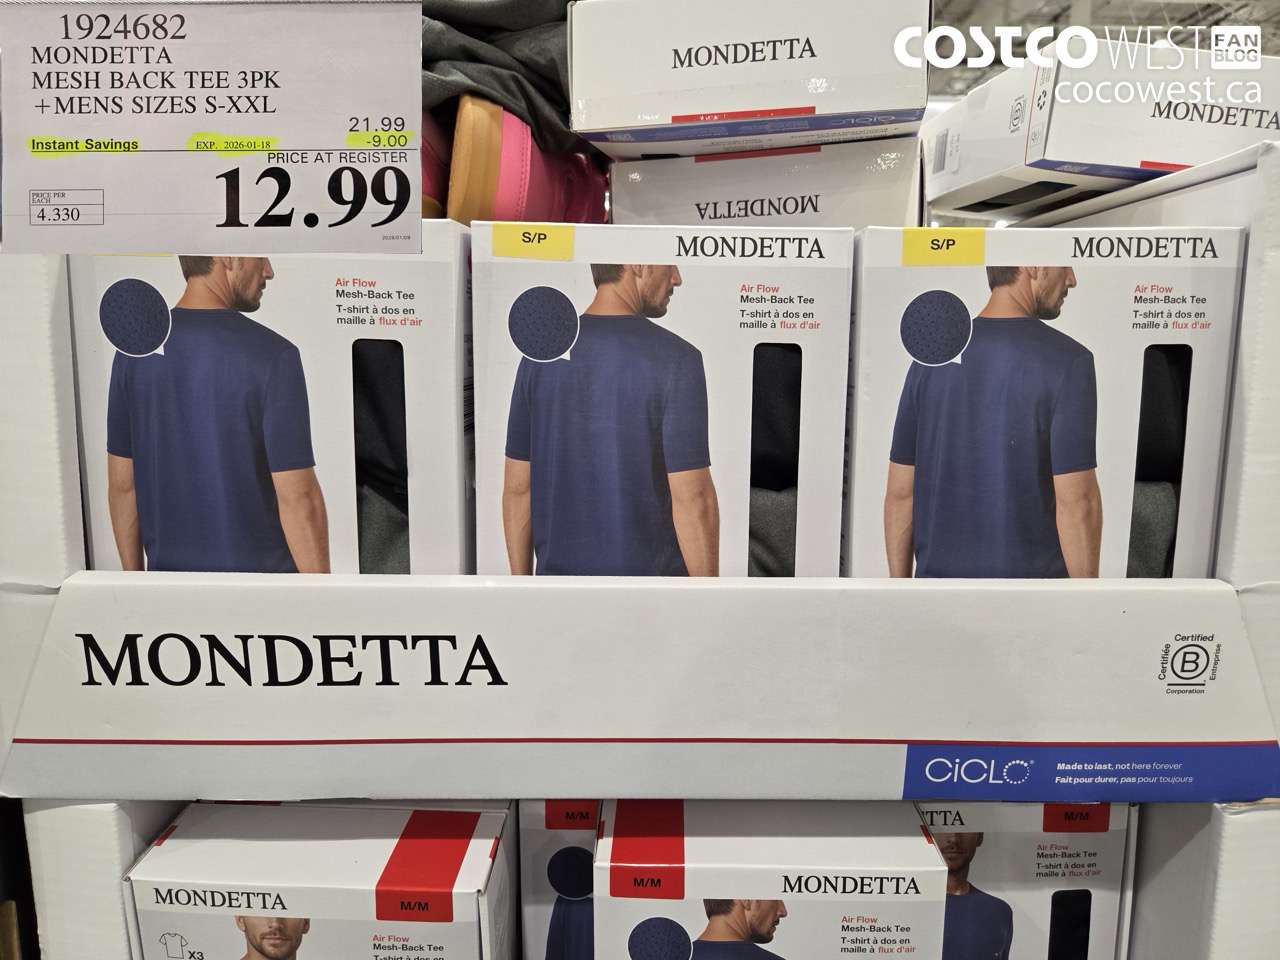 1924682
MONDETTA
MESH BACK TEE 3PK
+MENS SIZES S-XXL
21.99
Instant Savings EXP. 2026-01-18 -9.00
PRICE AT REGISTER
12.99
PRICE PER
EACH
4.330
COSTCO WEST FAN BLOG
cocowest.ca
MONDETTA
CiCLO
MONDETTA
MONDETTA
Air Flow
Mesh-Back Tee
T-shirt à dos en
maille à flux d'air
S/P
MONDETTA
Air Flow
Mesh-Back Tee
T-shirt à dos en
maille à flux d'air
S/P
MONDETTA
Air Flow
Mesh-Back Tee
T-shirt à dos en
maille à flux d'air
MONDETTA
Certified
Certifiée
B
Entreprise
Corporation
CiCLO
Made to last, not here forever
Fait pour durer, pas pour toujours
MONDETTA
M/M
X3
Air Flow
Mesh-Back Tee
M/M
M/M
MONDETTA
Air Flow
Mesh-Back Tee
T-shirt à dos en
maille à flux d'air
TTA
M/M
Air Flow
Mesh-Back Tee
T-shirt à dos en
maille à flux d'air